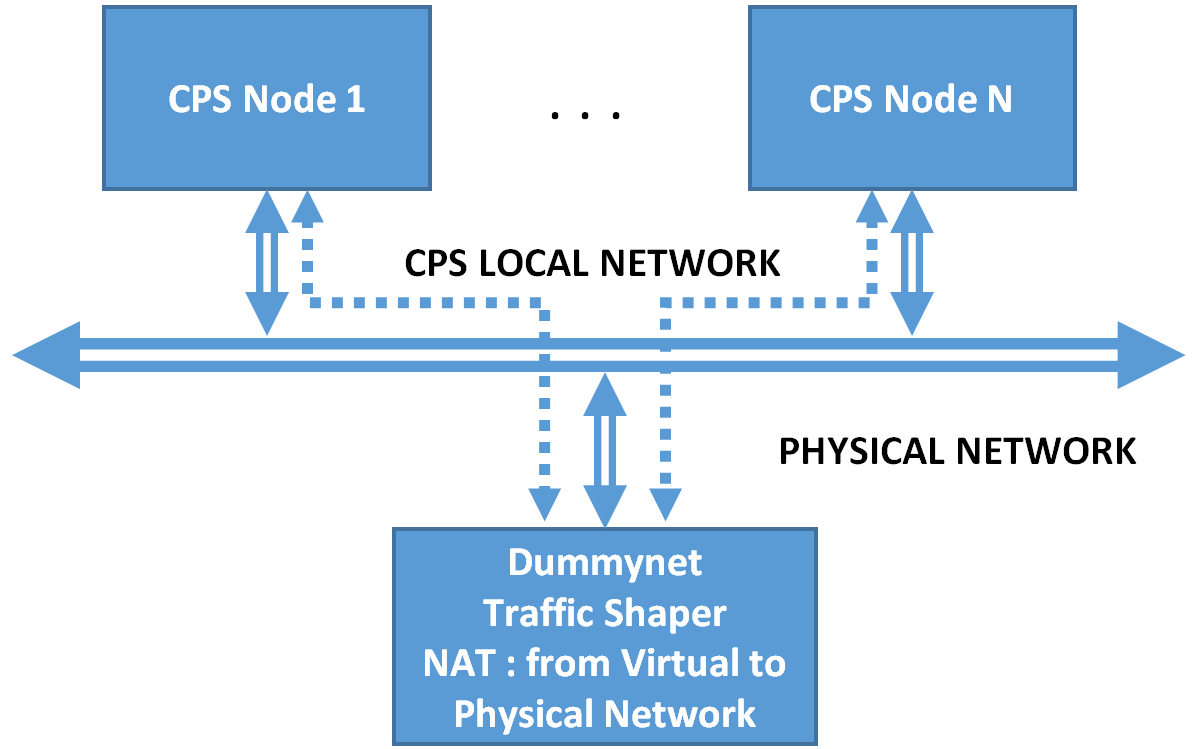 CPS Node 1
. . .
CPS Node N
CPS LOCAL NETWORK
PHYSICAL NETWORK
Dummynet
Traffic Shaper
NAT : from Virtual to
Physical Network